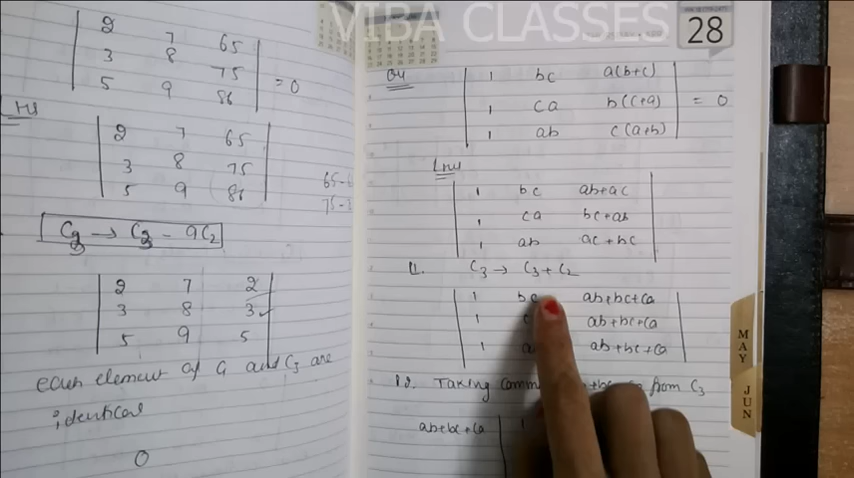 VIBA CLASSES
28
2 7 65
3 8 75
5 9 86 = 0
LHS
2 7 65
3 8 75
5 9 86
65-
75-
C3 → C3 - 9C2
2 7 2
3 8 3
5 9 5
each element of C1 and C3 are
identical
0
Q4
1 bc a(b+c)
1 ca b(c+a) = 0
1 ab c(a+b)
LHS
1 bc ab+ac
1 ca bc+ab
1 ab ac+bc
C3 → C3 + C2
1 bc ab+bc+ca
1 ab+bc+ca
1 ab+bc+ca
Taking from C3
ab+bc+ca
MAY
JUN